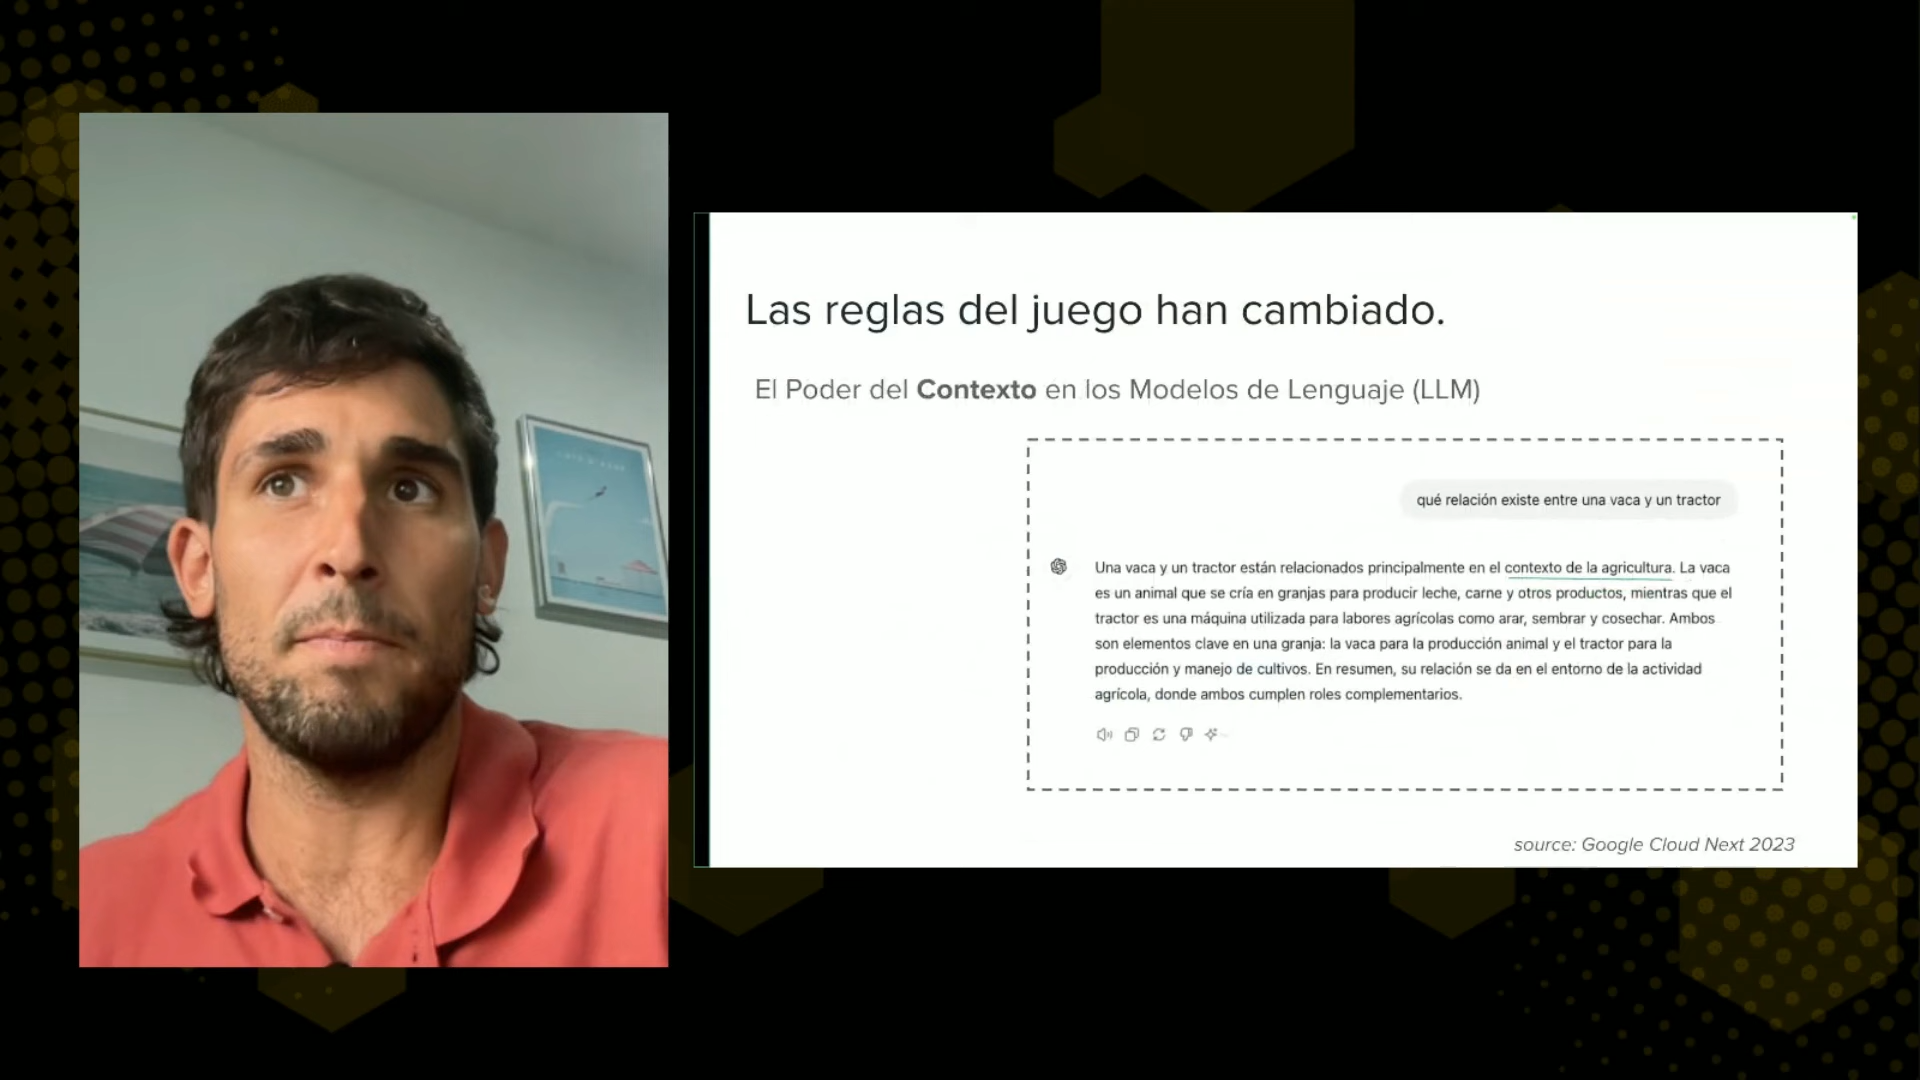 Las reglas del juego han cambiado.
El Poder del Contexto en los Modelos de Lenguaje (LLM)
qué relación existe entre una vaca y un tractor
Una vaca y un tractor están relacionados principalmente en el contexto de la agricultura. La vaca
es un animal que se cría en granjas para producir leche, carne y otros productos, mientras que el
tractor es una máquina utilizada para labores agrícolas como arar, sembrar y cosechar. Ambos
son elementos clave en una granja: la vaca para la producción animal y el tractor para la
producción y manejo de cultivos. En resumen, su relación se da en el entorno de la actividad
agrícola, donde ambos cumplen roles complementarios.
source: Google Cloud Next 2023